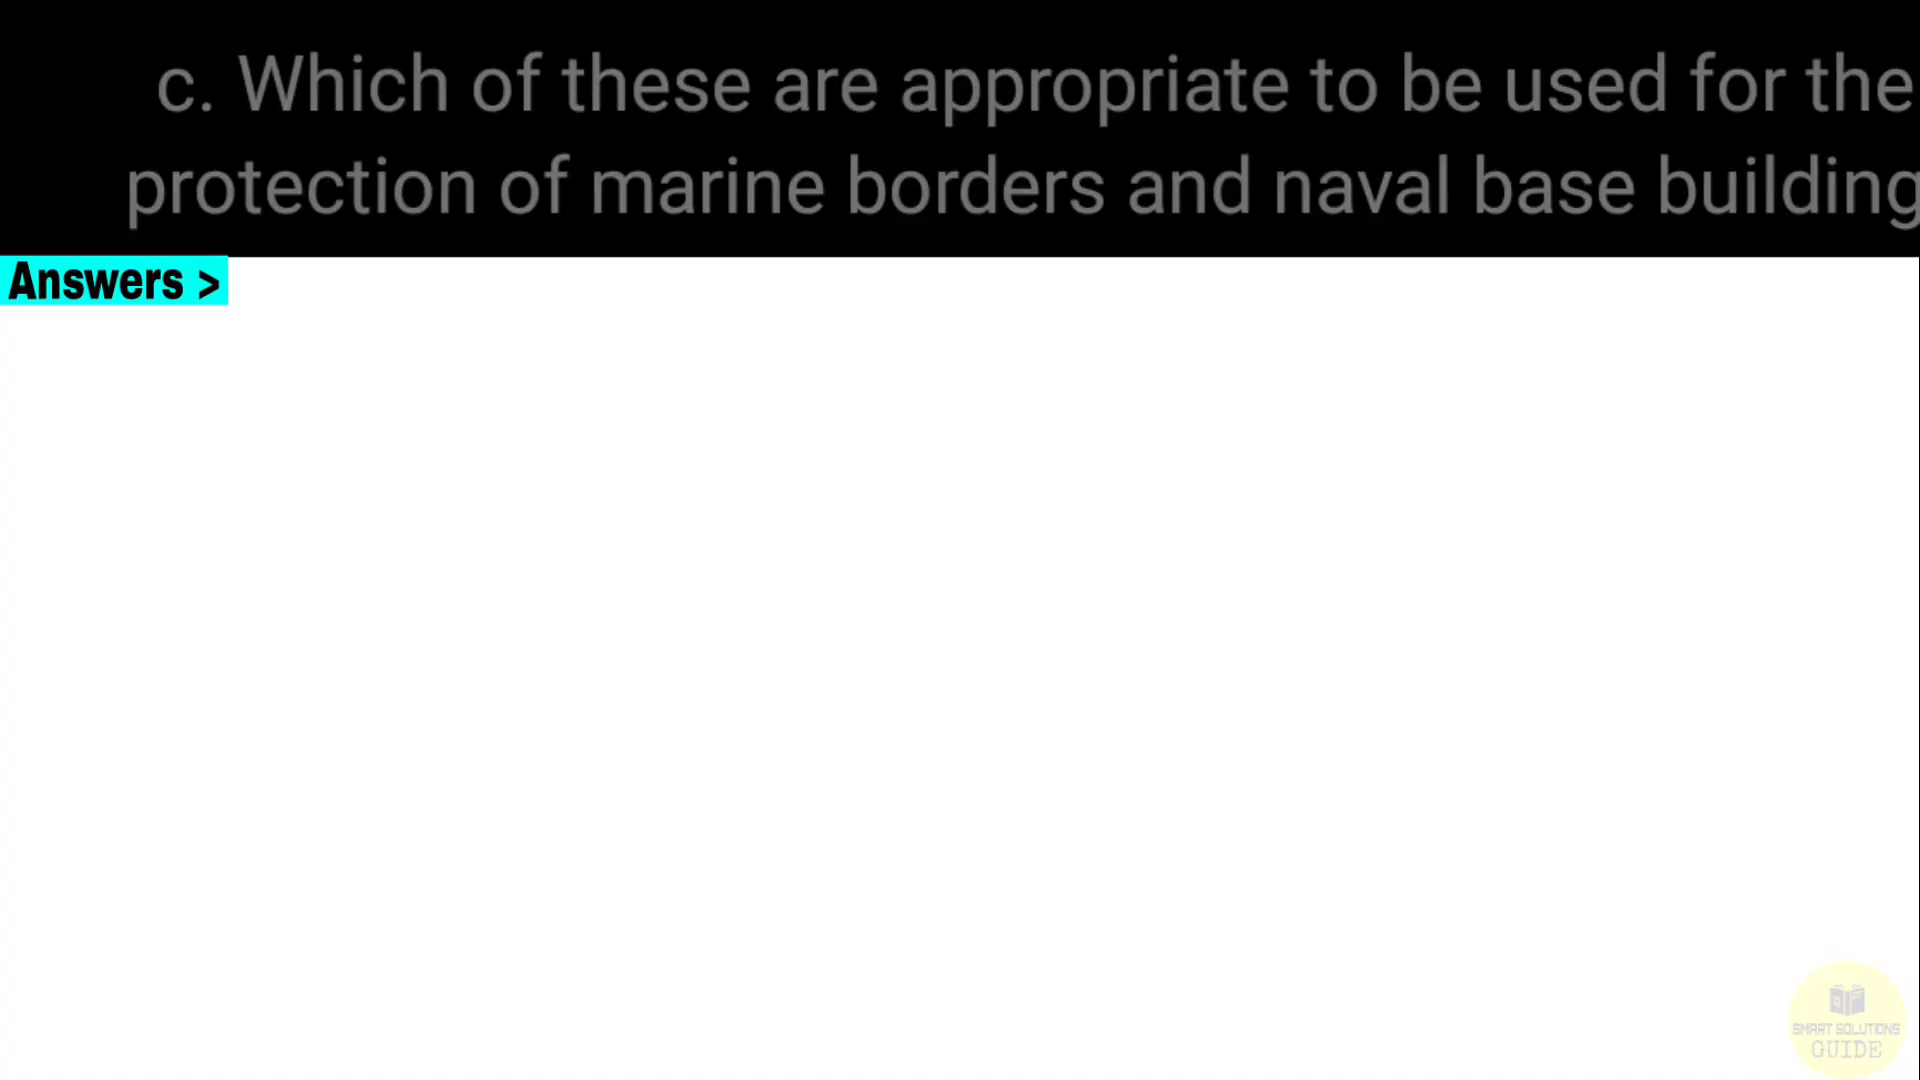 c. Which of these are appropriate to be used for the
protection of marine borders and naval base building
Answers >
SMART SOLUTIONS
GUIDE